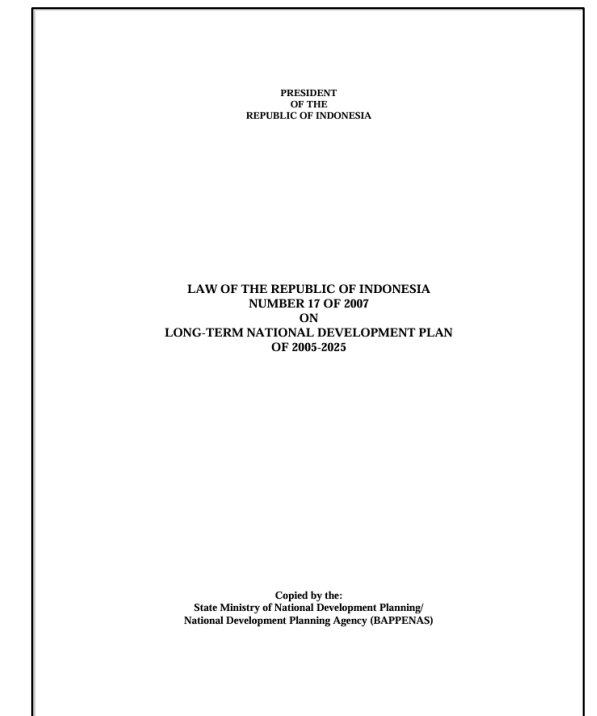 PRESIDENT
OF THE
REPUBLIC OF INDONESIA
LAW OF THE REPUBLIC OF INDONESIA
NUMBER 17 OF 2007
ON
LONG-TERM NATIONAL DEVELOPMENT PLAN
OF 2005-2025
Copied by the:
State Ministry of National Development Planning/
National Development Planning Agency (BAPPENAS)